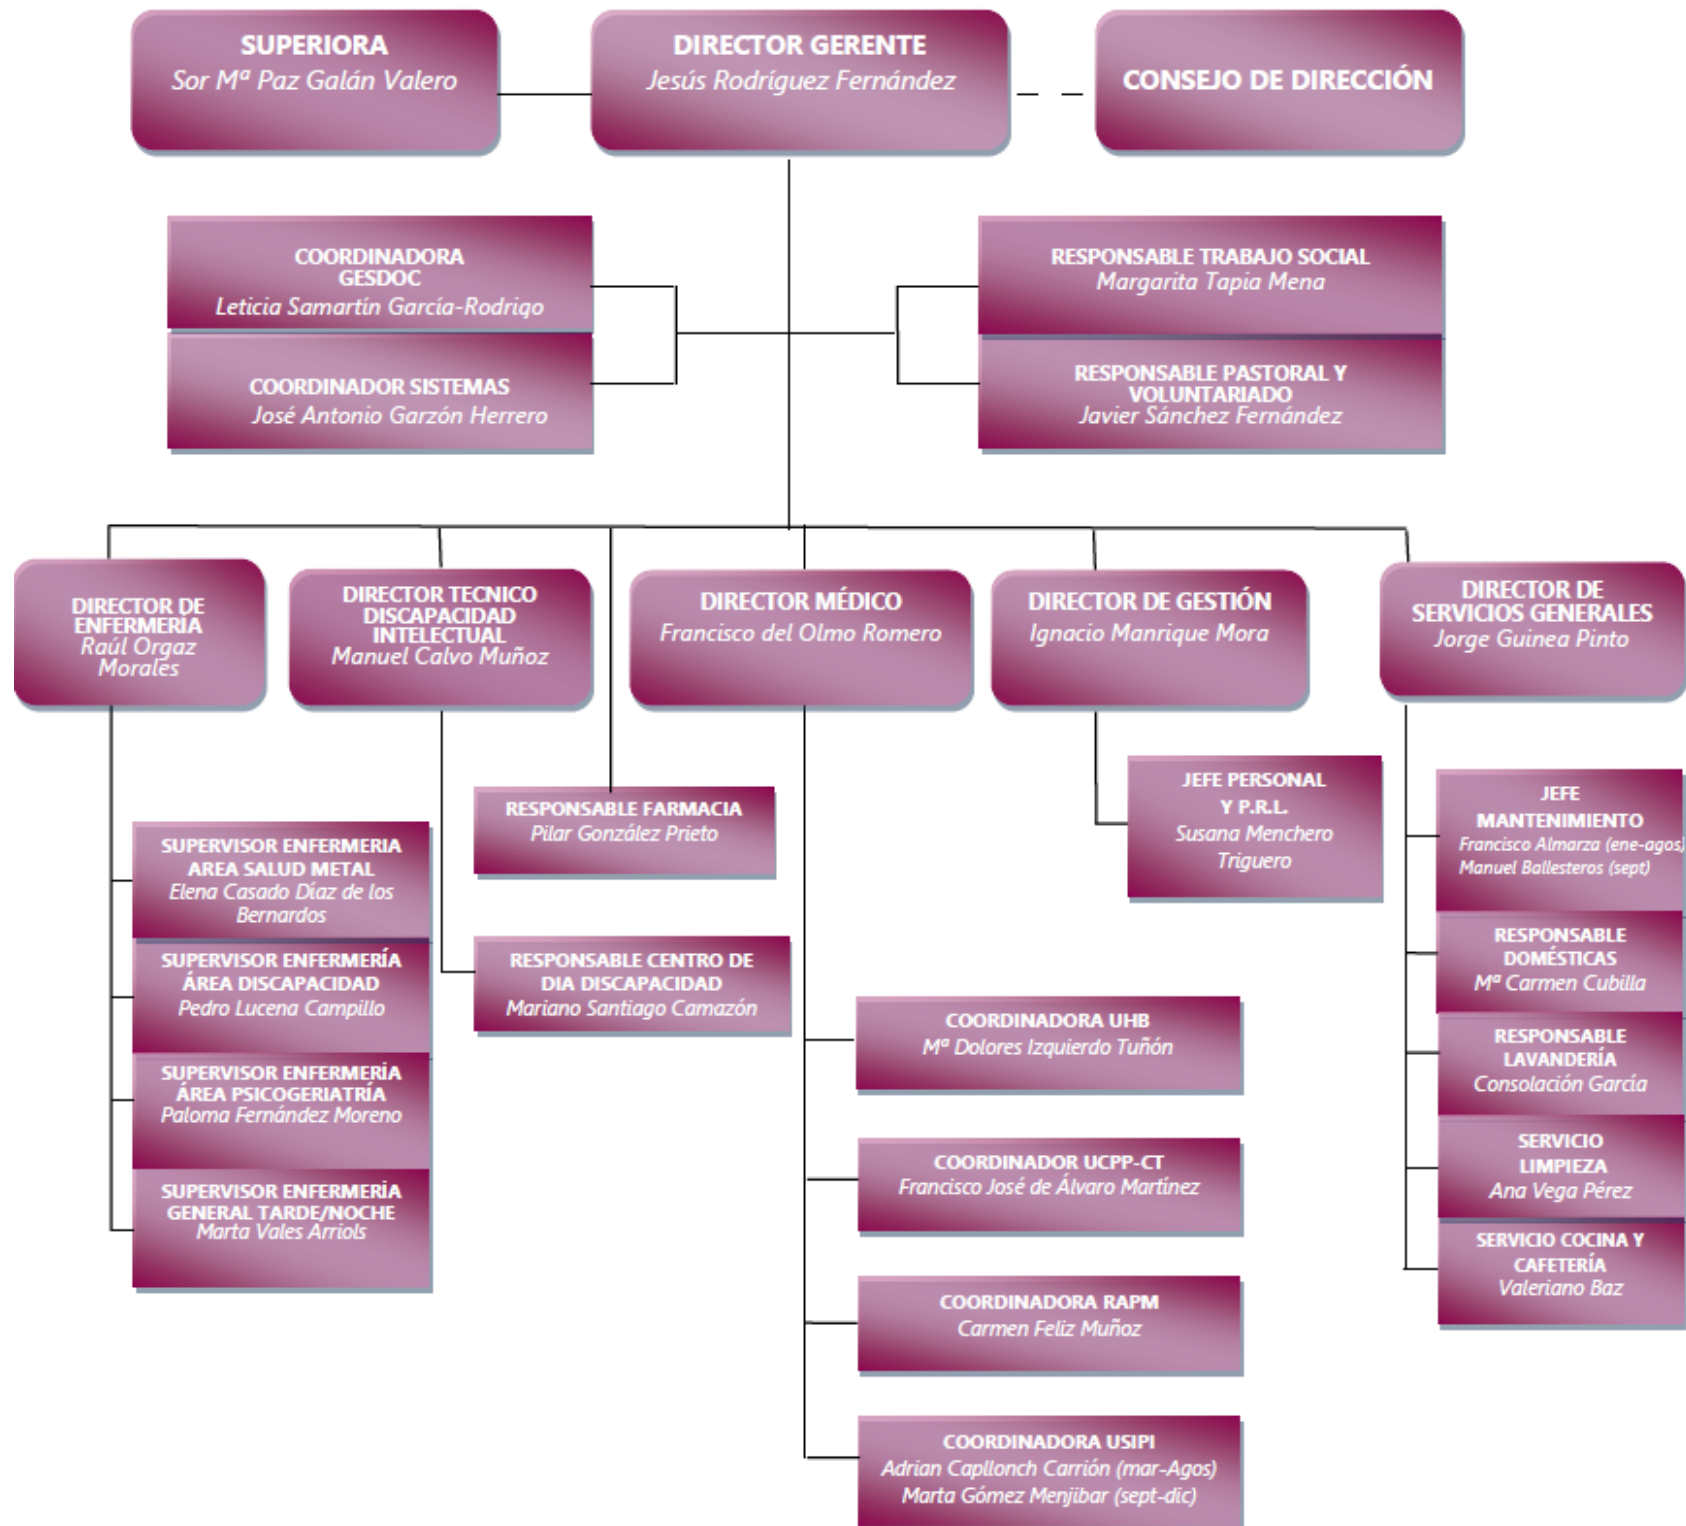 SUPERIORA
Sor Mª Paz Galán Valero
DIRECTOR GERENTE
Jesús Rodríguez Fernández
CONSEJO DE DIRECCIÓN
COORDINADORA
GESDOC
Leticia Samartín García-Rodrigo
COORDINADOR SISTEMAS
José Antonio Garzón Herrero
RESPONSABLE TRABAJO SOCIAL
Margarita Tapia Mena
RESPONSABLE PASTORAL Y
VOLUNTARIADO
Javier Sánchez Fernández
DIRECTOR DE
ENFERMERÍA
Raúl Orgaz
Morales
DIRECTOR TECNICO
DISCAPACIDAD
INTELECTUAL
Manuel Calvo Muñoz
DIRECTOR MÉDICO
Francisco del Olmo Romero
DIRECTOR DE GESTIÓN
Ignacio Manrique Mora
DIRECTOR DE
SERVICIOS GENERALES
Jorge Guinea Pinto
SUPERVISOR ENFERMERIA
AREA SALUD METAL
Elena Casado Díaz de los
Bernardos
SUPERVISOR ENFERMERÍA
ÁREA DISCAPACIDAD
Pedro Lucena Campillo
SUPERVISOR ENFERMERÍA
ÁREA PSICOGERIATRÍA
Paloma Fernández Moreno
SUPERVISOR ENFERMERÍA
GENERAL TARDE/NOCHE
Marta Vales Arriols
RESPONSABLE FARMACIA
Pilar González Prieto
RESPONSABLE CENTRO DE
DIA DISCAPACIDAD
Mariano Santiago Camazón
COORDINADORA UHB
Mª Dolores Izquierdo Tuñón
COORDINADOR UCPP-CT
Francisco José de Álvaro Martínez
COORDINADORA RAPM
Carmen Feliz Muñoz
COORDINADORA USIPI
Adrian Capllonch Carrión (mar-Agos)
Marta Gómez Menjibar (sept-dic)
JEFE PERSONAL
Y P.R.L.
Susana Menchero
Triguero
JEFE
MANTENIMIENTO
Francisco Almarza (ene-agos)
Manuel Ballesteros (sept)
RESPONSABLE
DOMÉSTICAS
Mª Carmen Cubilla
RESPONSABLE
LAVANDERÍA
Consolación García
SERVICIO
LIMPIEZA
Ana Vega Pérez
SERVICIO COCINA Y
CAFETERÍA
Valeriano Baz